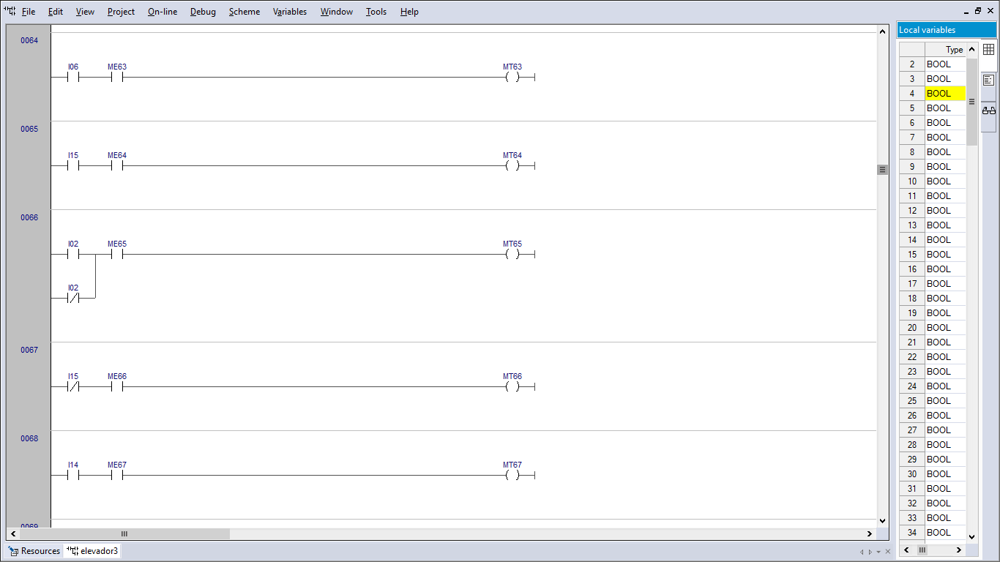 File Edit View Project On-line Debug Scheme Variables Window Tools Help
Local variables
Type
0064
I06 ME63 MT63
0065
I15 ME64 MT64
0066
I02 ME65 MT65
I02
0067
I15 ME66 MT66
0068
I14 ME67 MT67
0069
2 BOOL
3 BOOL
4 BOOL
5 BOOL
6 BOOL
7 BOOL
8 BOOL
9 BOOL
10 BOOL
11 BOOL
12 BOOL
13 BOOL
14 BOOL
15 BOOL
16 BOOL
17 BOOL
18 BOOL
19 BOOL
20 BOOL
21 BOOL
22 BOOL
23 BOOL
24 BOOL
25 BOOL
26 BOOL
27 BOOL
28 BOOL
29 BOOL
30 BOOL
31 BOOL
32 BOOL
33 BOOL
34 BOOL
Resources elevador3